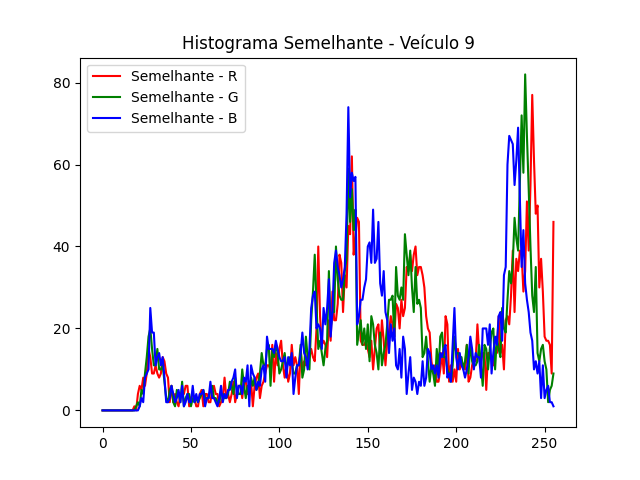 Histograma Semelhante - Veículo 9
Semelhante - R
Semelhante - G
Semelhante - B
80
60
40
20
0
0 50 100 150 200 250